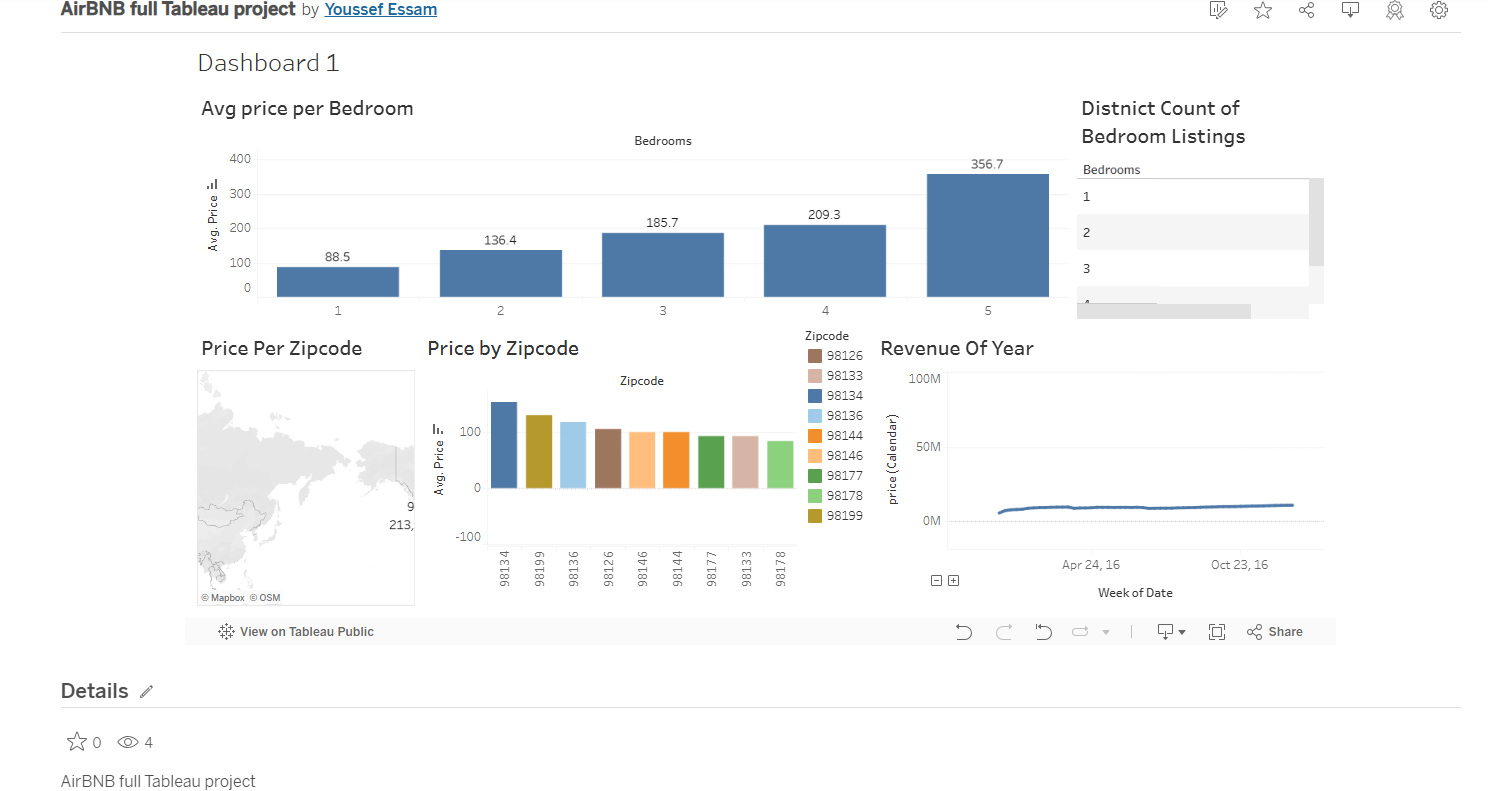 AirBNB full Tableau project by Youssef Essam
Dashboard 1
Avg price per Bedroom
Bedrooms
Avg. Price
400
300
200
100
0
88.5
136.4
185.7
209.3
356.7
1
2
3
4
5
Distnict Count of
Bedroom Listings
Bedrooms
1
2
3
Price Per Zipcode
9
213,
© Mapbox © OSM
Price by Zipcode
Zipcode
Avg. Price
100
0
-100
98134
98199
98136
98126
98146
98144
98177
98133
98178
Zipcode
98126
98133
98134
98136
98144
98146
98177
98178
98199
Revenue Of Year
price (Calendar)
100M
50M
0M
Apr 24, 16
Oct 23, 16
Week of Date
View on Tableau Public
Share
Details
0
4
AirBNB full Tableau project